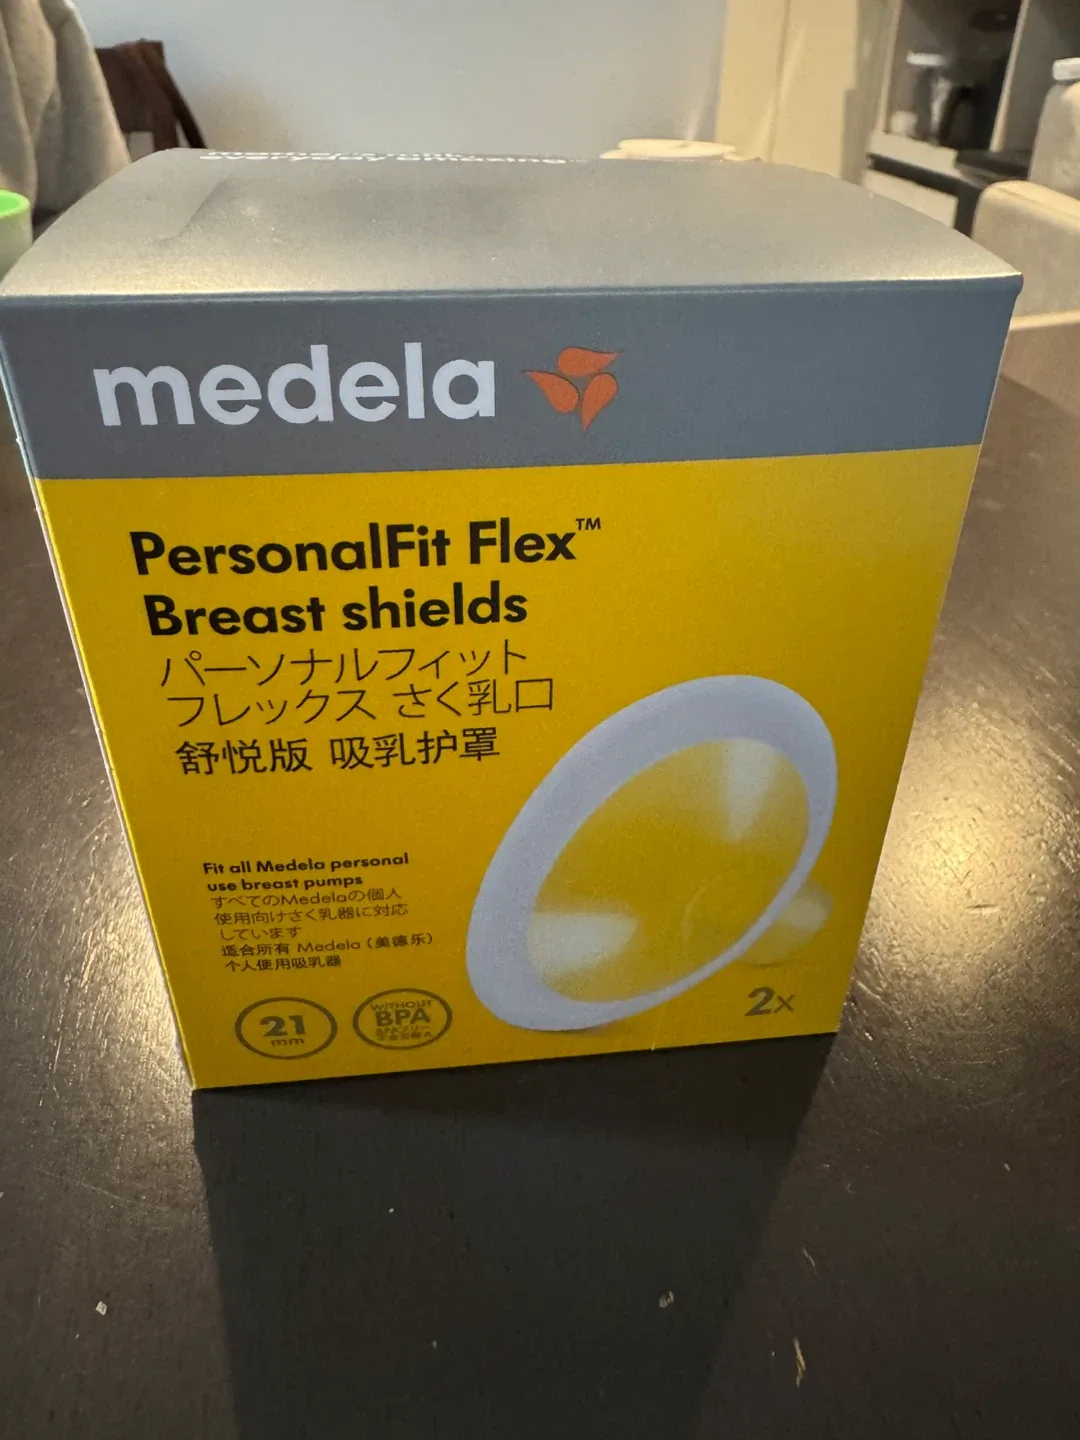 medela
PersonalFit Flex™
Breast shields
パーソナルフィット
フレックス さく乳口
舒悦版 吸乳护罩
Fit all Medela personal
use breast pumps
すべてのMedelaの個人
使用向けさく乳器に対応
しています
适合所有 Medela（美德乐）
个人使用吸乳器
21
mm
WITHOUT
BPA
2x